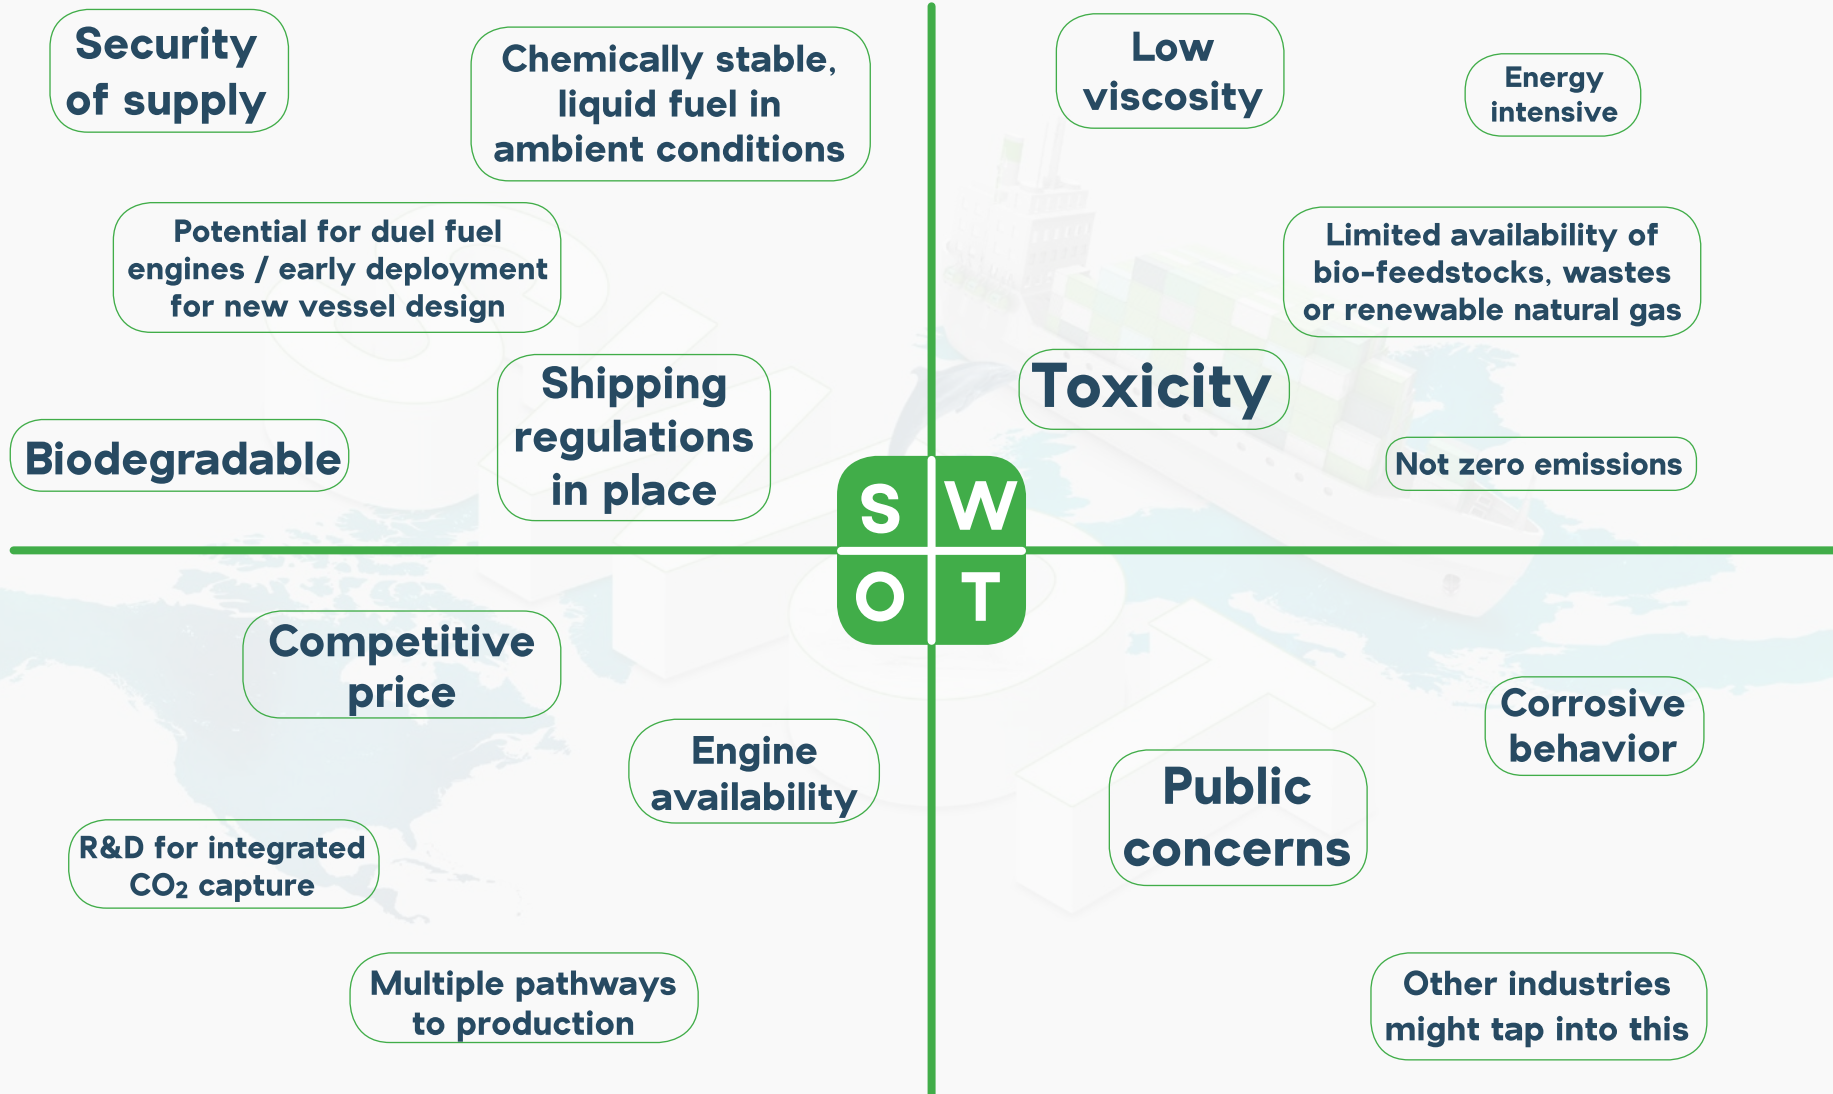 Security
of supply
Chemically stable,
liquid fuel in
ambient conditions
Potential for duel fuel
engines / early deployment
for new vessel design
Shipping
regulations
in place
Biodegradable
Low
viscosity
Energy
intensive
Limited availability of
bio-feedstocks, wastes
or renewable natural gas
Toxicity
Not zero emissions
S W
O T
Competitive
price
Engine
availability
R&D for integrated
CO₂ capture
Multiple pathways
to production
Corrosive
behavior
Public
concerns
Other industries
might tap into this